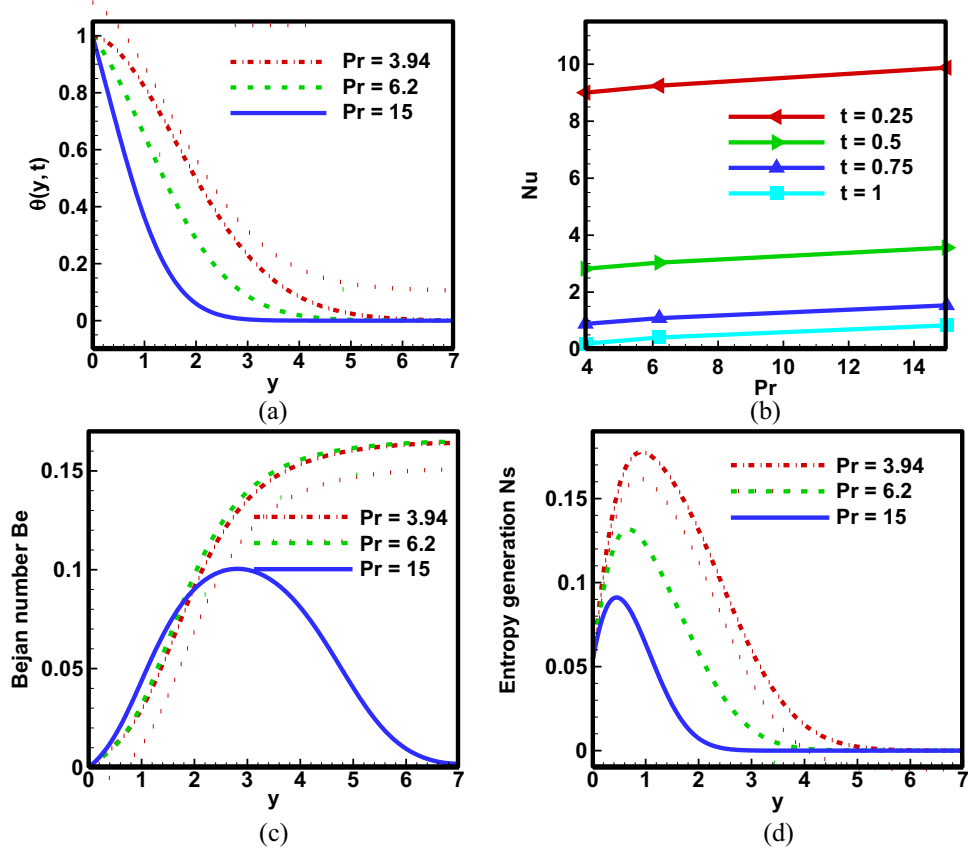 1
0.8
0.6
0.4
0.2
0
θ(y, t)
Pr = 3.94
Pr = 6.2
Pr = 15
0 1 2 3 4 5 6 7
y
(a)
10
8
6
4
2
0
Nu
t = 0.25
t = 0.5
t = 0.75
t = 1
4 6 8 10 12 14
Pr
(b)
0.15
0.1
0.05
0
Bejan number Be
Pr = 3.94
Pr = 6.2
Pr = 15
0 1 2 3 4 5 6 7
y
(c)
0.15
0.1
0.05
0
Entropy generation Ns
Pr = 3.94
Pr = 6.2
Pr = 15
0 1 2 3 4 5 6 7
y
(d)